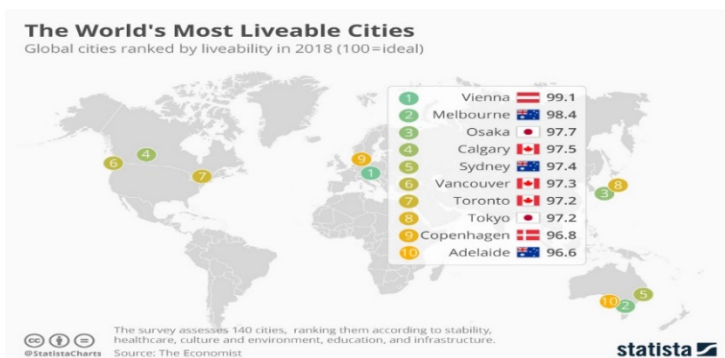 The World's Most Liveable Cities
Global cities ranked by liveability in 2018 (100=ideal)
1 Vienna 99.1
2 Melbourne 98.4
3 Osaka 97.7
4 Calgary 97.5
5 Sydney 97.4
6 Vancouver 97.3
7 Toronto 97.2
8 Tokyo 97.2
9 Copenhagen 96.8
10 Adelaide 96.6
6
4
7
9
1
8
3
10
2
5
The survey assesses 140 cities, ranking them according to stability,
healthcare, culture and environment, education, and infrastructure.
@StatistaCharts Source: The Economist
cc
statista